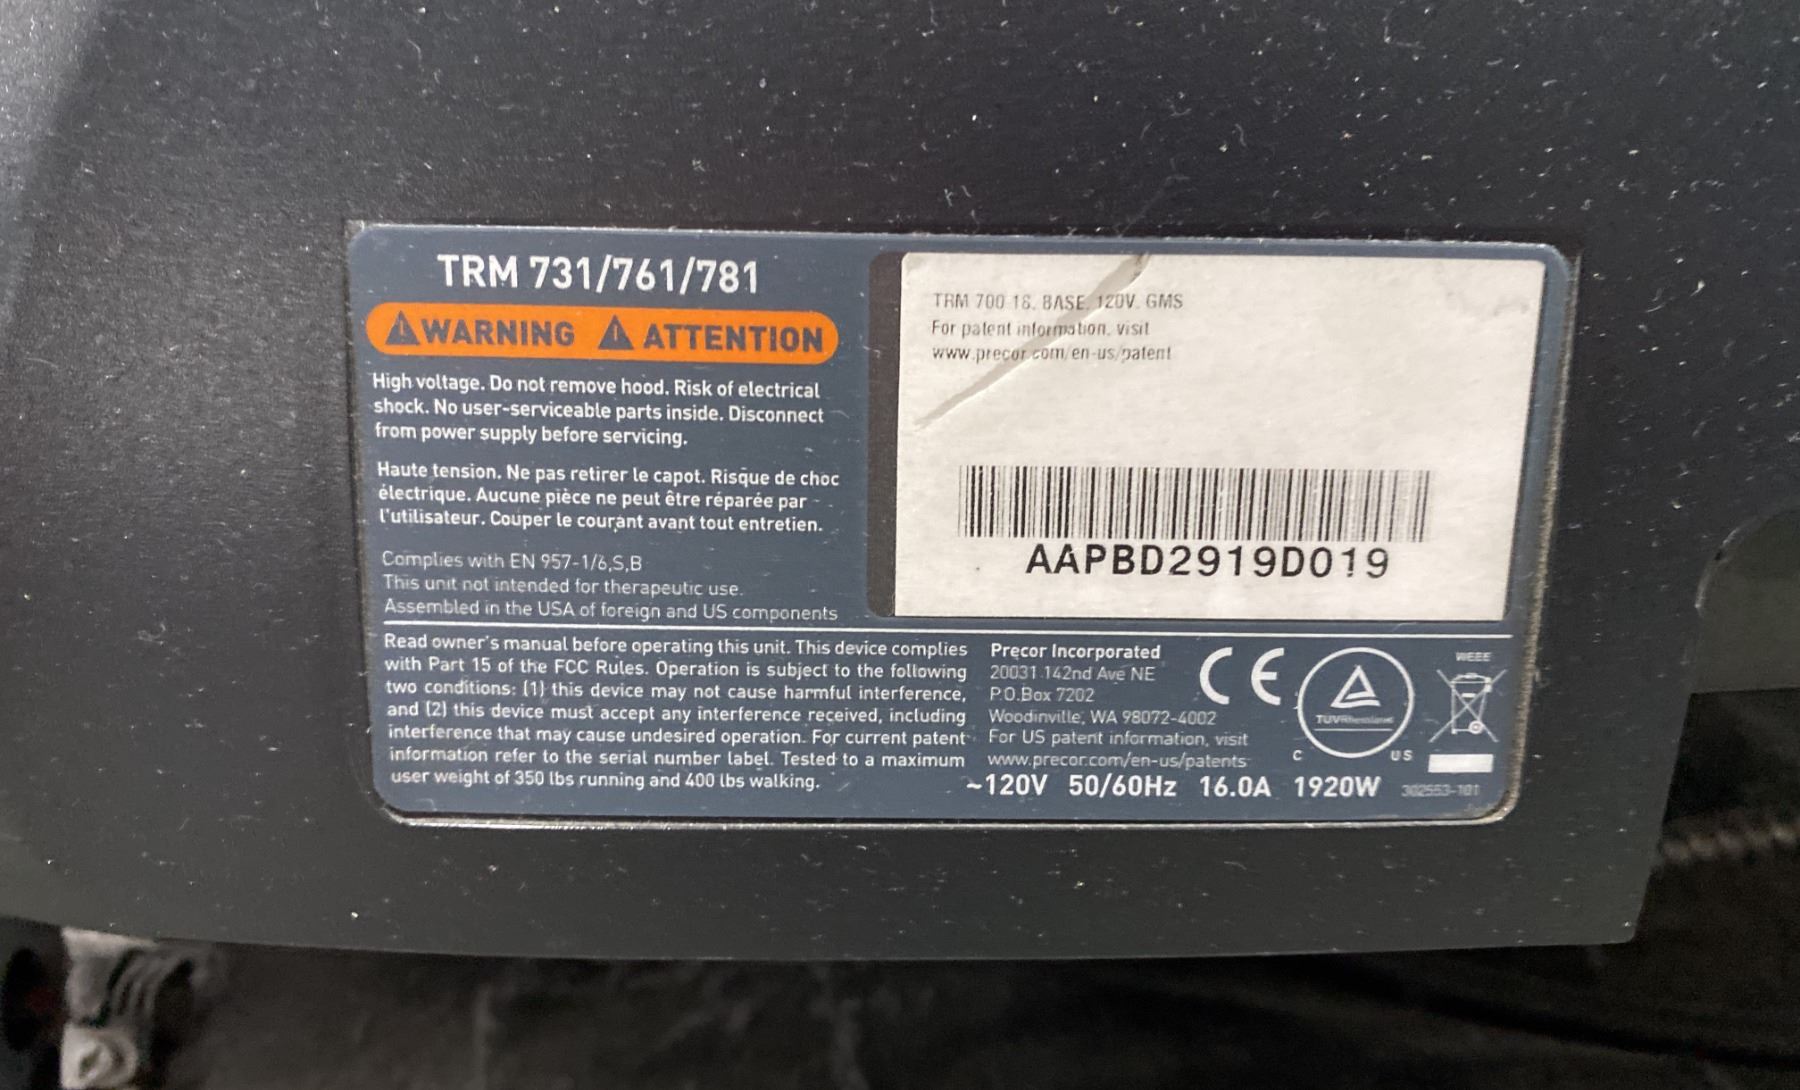 TRM 731/761/781
WARNING ATTENTION
High voltage. Do not remove hood. Risk of electrical
shock. No user-serviceable parts inside. Disconnect
from power supply before servicing.
Haute tension. Ne pas retirer le capot. Risque de choc
électrique. Aucune pièce ne peut être réparée par
l'utilisateur. Couper le courant avant tout entretien.
Complies with EN 957-1/6,S,B
This unit not intended for therapeutic use.
Assembled in the USA of foreign and US components
TRM 700 16. BASE. 120V. GMS
For patent information, visit
www.precor.com/en-us/patent
AAPBD2919D019
Read owner's manual before operating this unit. This device complies
with Part 15 of the FCC Rules. Operation is subject to the following
two conditions: (1) this device may not cause harmful interference,
and (2) this device must accept any interference received, including
interference that may cause undesired operation. For current patent
information refer to the serial number label. Tested to a maximum
user weight of 350 lbs running and 400 lbs walking.
Precor Incorporated
20031 142nd Ave NE
P.O.Box 7202
Woodinville, WA 98072-4002
For US patent information, visit
www.precor.com/en-us/patents
~120V 50/60Hz 16.0A 1920W
CE
TÜVRheinland
C US
WEEE
302553-101